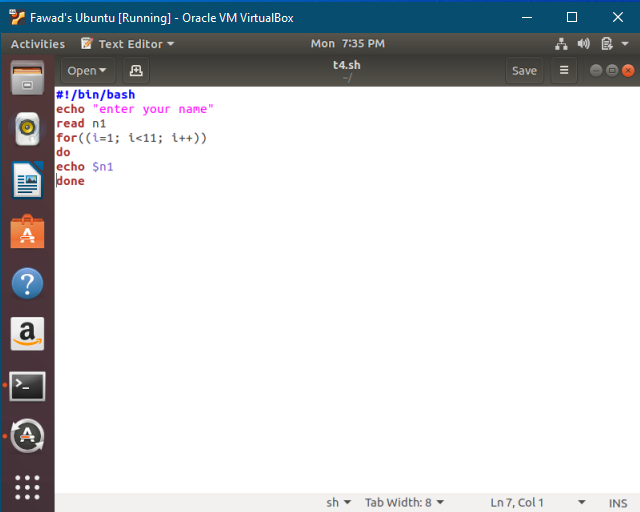 Fawad's Ubuntu [Running] - Oracle VM VirtualBox
Activities Text Editor Mon 7:35 PM
Open t4.sh Save
~/
#!/bin/bash
echo "enter your name"
read n1
for((i=1; i<11; i++))
do
echo $n1
done
sh Tab Width: 8 Ln 7, Col 1 INS